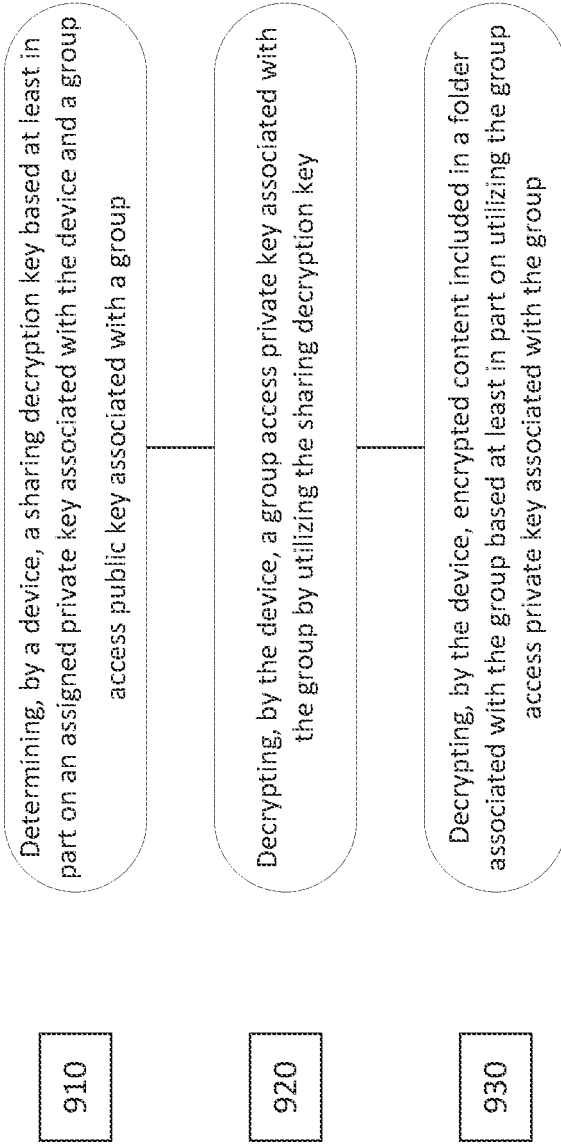 910
Determining, by a device, a sharing decryption key based at least in
part on an assigned private key associated with the device and a group
access public key associated with a group
920
Decrypting, by the device, a group access private key associated with
the group by utilizing the sharing decryption key
930
Decrypting, by the device, encrypted content included in a folder
associated with the group based at least in part on utilizing the group
access private key associated with the group